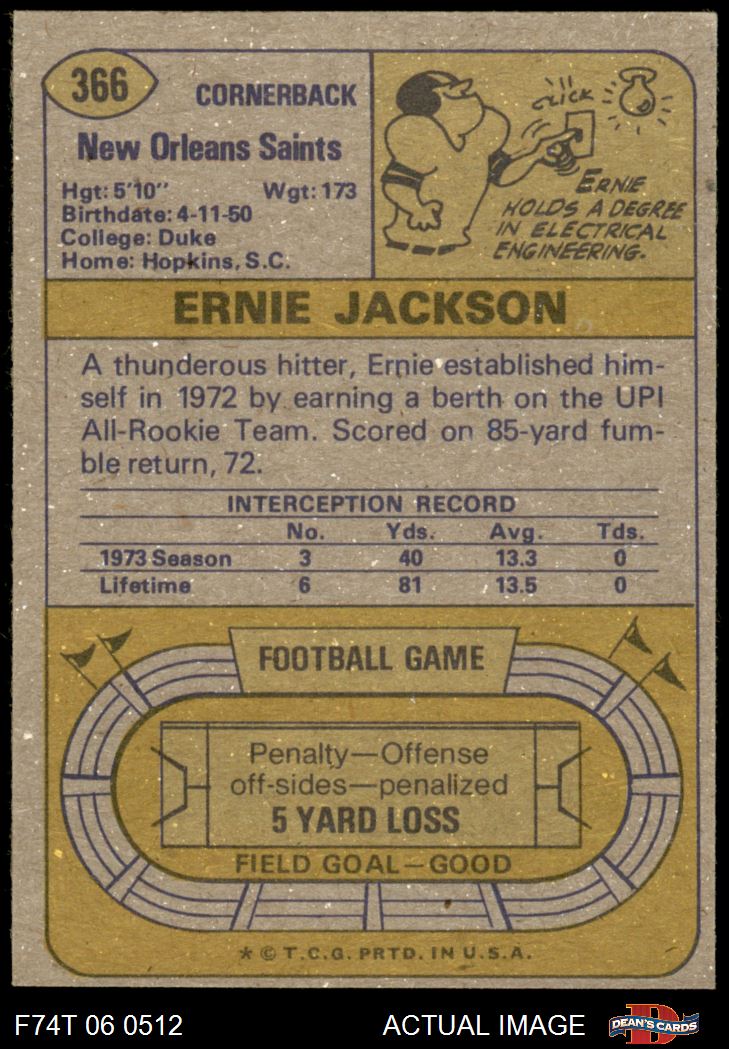 366
CORNERBACK
New Orleans Saints
Hgt: 5'10" Wgt: 173
Birthdate: 4-11-50
College: Duke
Home: Hopkins, S.C.
CLICK
ERNIE
HOLDS A DEGREE
IN ELECTRICAL
ENGINEERING.
ERNIE JACKSON
A thunderous hitter, Ernie established him-
self in 1972 by earning a berth on the UPI
All-Rookie Team. Scored on 85-yard fum-
ble return, 72.
INTERCEPTION RECORD
No. Yds. Avg. Tds.
1973 Season 3 40 13.3 0
Lifetime 6 81 13.5 0
FOOTBALL GAME
Penalty—Offense
off-sides—penalized
5 YARD LOSS
FIELD GOAL—GOOD
* © T.C.G. PRTD. IN U.S.A.
F74T 06 0512 ACTUAL IMAGE DEAN'S CARDS